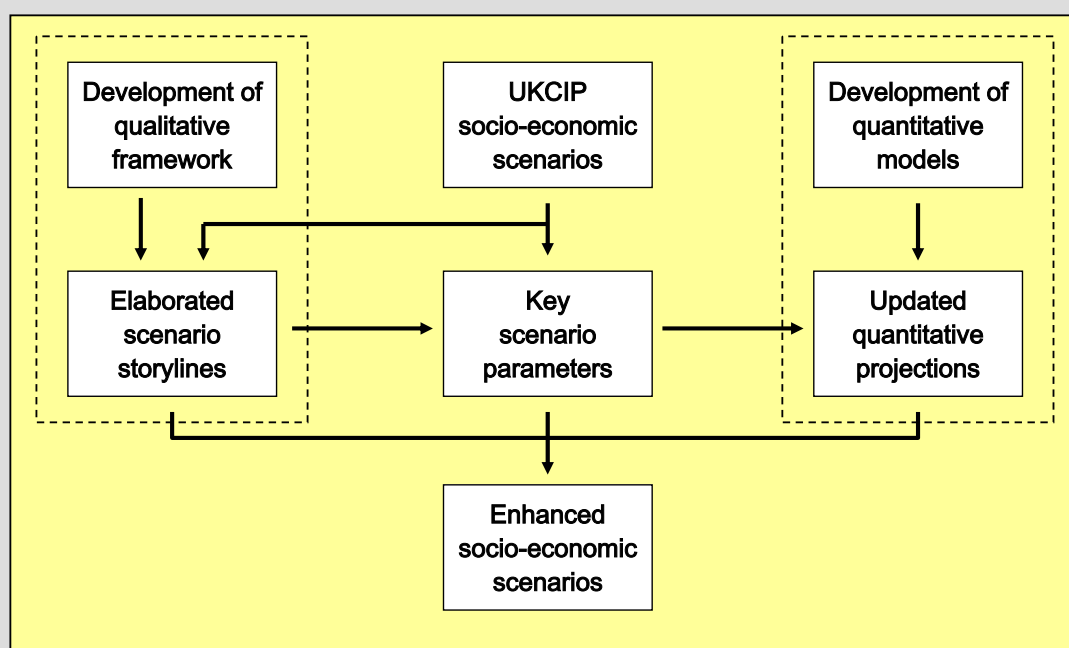 Development of
qualitative
framework
UKCIP
socio-economic
scenarios
Development of
quantitative
models
Elaborated
scenario
storylines
Key
scenario
parameters
Updated
quantitative
projections
Enhanced
socio-economic
scenarios